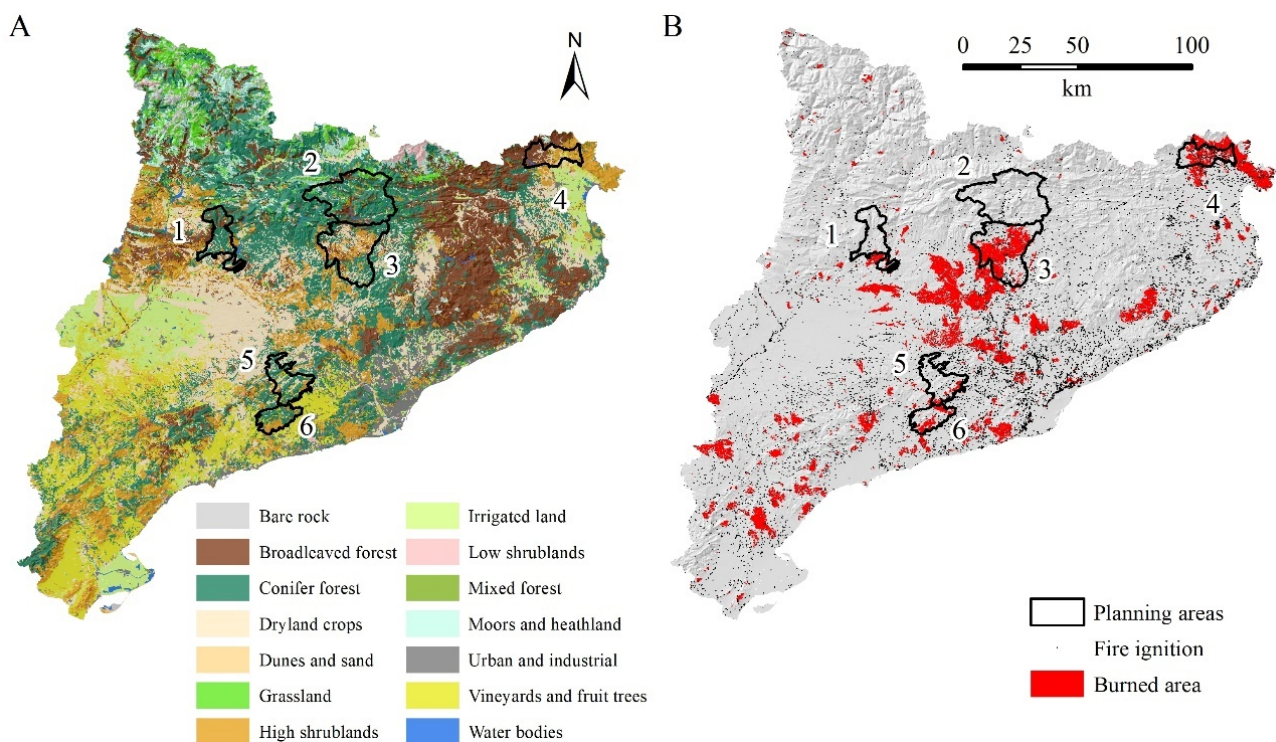 A
B
N
0 25 50 100
km
2
2
1
4
1
4
3
3
5
5
6
6
Bare rock
Irrigated land
Broadleaved forest
Low shrublands
Conifer forest
Mixed forest
Dryland crops
Moors and heathland
Dunes and sand
Urban and industrial
Grassland
Vineyards and fruit trees
High shrublands
Water bodies
Planning areas
Fire ignition
Burned area